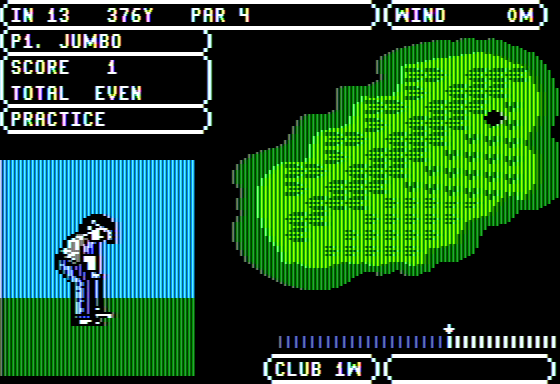 IN 13 376Y PAR 4
WIND 0M
P1. JUMBO
SCORE 1
TOTAL EVEN
PRACTICE
CLUB 1W